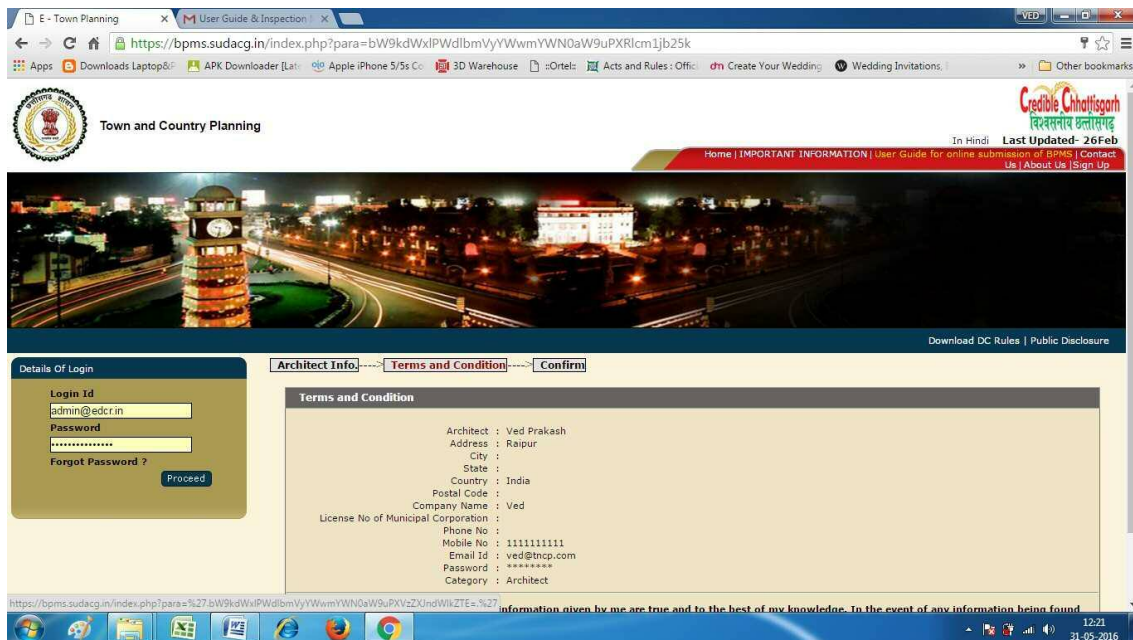 E - Town Planning
User Guide & Inspection
VED
https://bpms.sudacg.in/index.php?para=bW9kdWxlPWdlbmVyYWwmYWN0aW9uPXRlcm1jb25k
Apps Downloads Laptop&F APK Downloader [Late Apple iPhone 5/5s Co 3D Warehouse ::Ortel:: Acts and Rules : Offic Create Your Wedding Wedding Invitations, » Other bookmarks
Town and Country Planning
Credible Chhattisgarh
विश्वसनीय छत्तीसगढ़
In Hindi Last Updated- 26Feb
Home | IMPORTANT INFORMATION | User Guide for online submission of BPMS | Contact
Us | About Us |Sign Up
Download DC Rules | Public Disclosure
Details Of Login
Login Id
admin@edcr.in
Password
•••••••••••••••
Forgot Password ?
Proceed
Architect Info.----> Terms and Condition----> Confirm
Terms and Condition
Architect : Ved Prakash
Address : Raipur
City :
State :
Country : India
Postal Code :
Company Name : Ved
License No of Municipal Corporation :
Phone No :
Mobile No : 1111111111
Email Id : ved@tncp.com
Password : ********
Category : Architect
information given by me are true and to the best of my knowledge. In the event of any information being found
12:21
31-05-2016